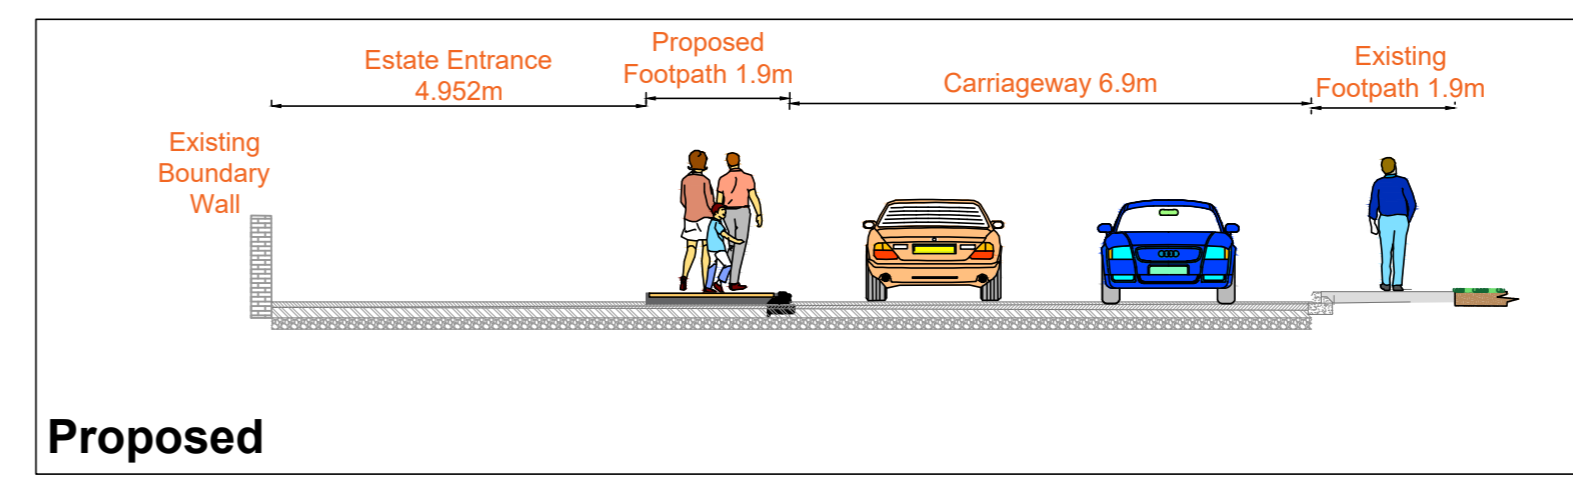 Proposed
Footpath 1.9m
Estate Entrance
4.952m
Carriageway 6.9m
Existing
Footpath 1.9m
Existing
Boundary
Wall
Proposed